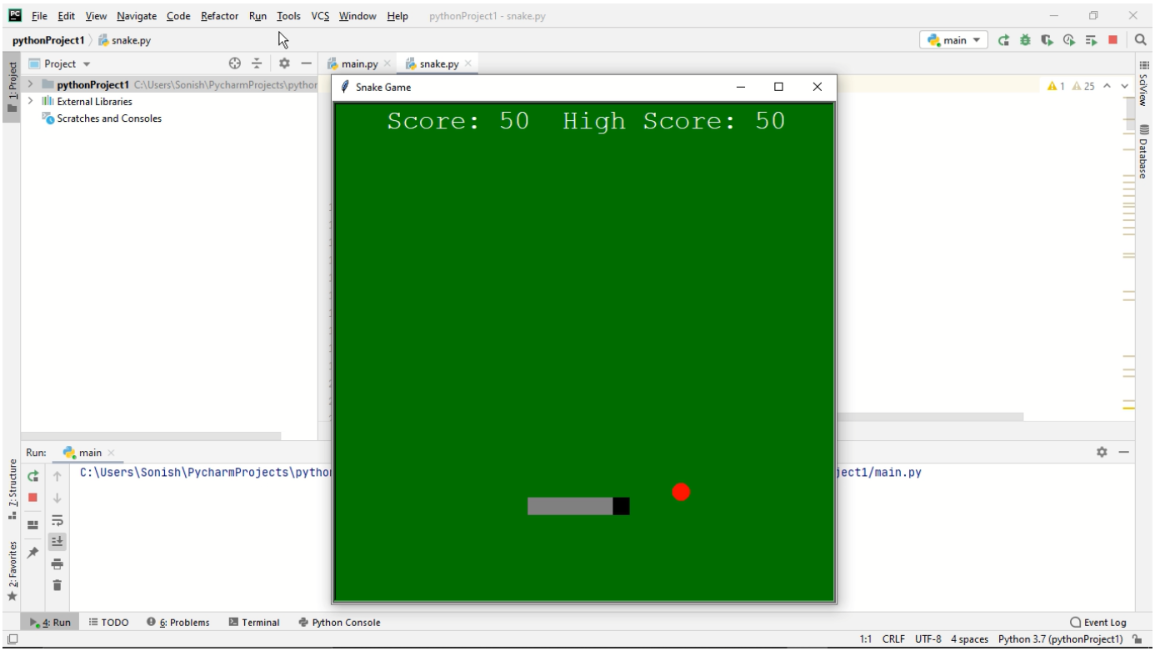 PC File Edit View Navigate Code Refactor Run Tools VCS Window Help pythonProject1 - snake.py
pythonProject1 snake.py main
1: Project Project main.py snake.py
pythonProject1 C:\Users\Sonish\PycharmProjects\python 1 25
External Libraries
Scratches and Consoles
SciView
Database
Snake Game
Score: 50 High Score: 50
Run: main
C:\Users\Sonish\PycharmProjects\pytho ject1/main.py
7: Structure
2: Favorites
4: Run TODO 6: Problems Terminal Python Console Event Log
1:1 CRLF UTF-8 4 spaces Python 3.7 (pythonProject1)